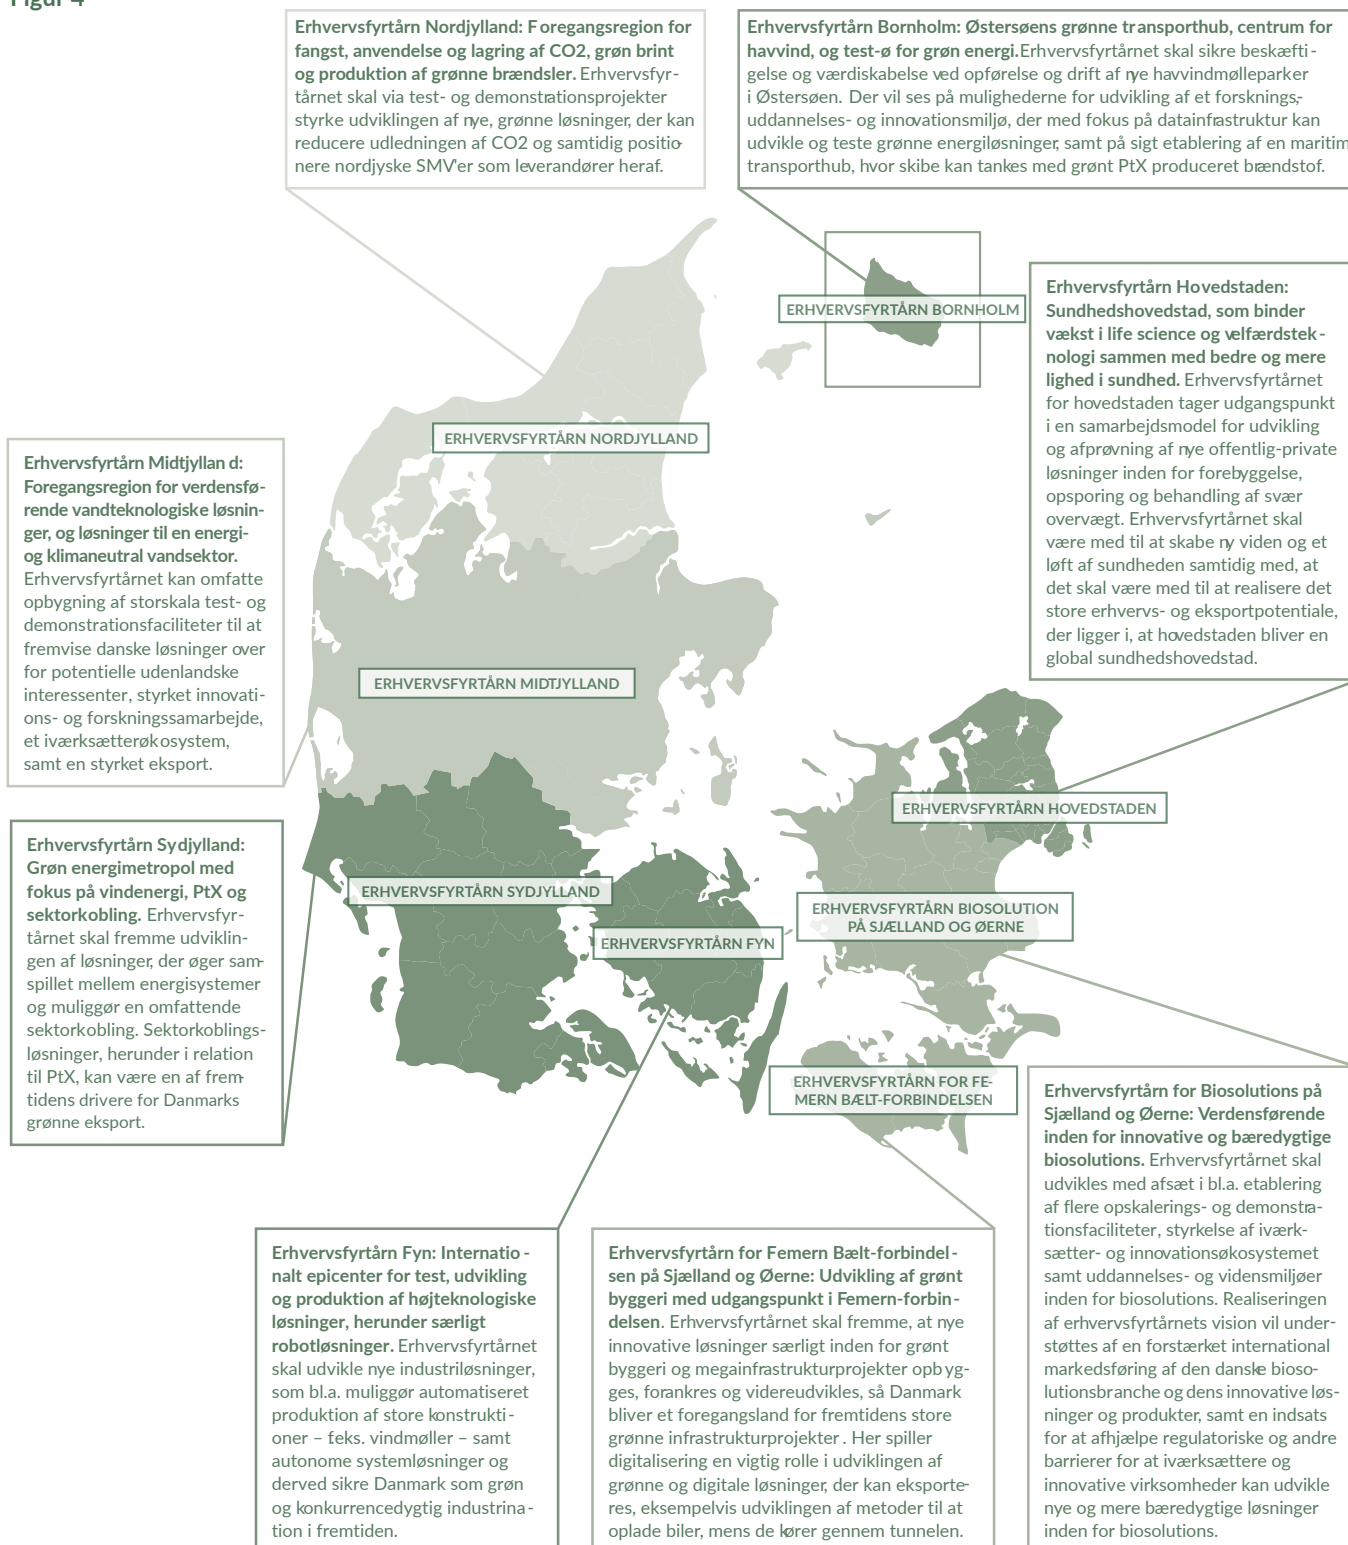 Figur 4
Erhvervsfyrtårn Nordjylland: Foregangsregion for
fangst, anvendelse og lagring af CO2, grøn brint
og produktion af grønne brændsler. Erhvervsfyr-
tårnet skal via test- og demonstrationsprojekter
styrke udviklingen af nye, grønne løsninger, der kan
reducere udledningen af CO2 og samtidig positio-
nere nordjyske SMV'er som leverandører heraf.
Erhvervsfyrtårn Bornholm: Østersøens grønne transporthub, centrum for
havvind, og test-ø for grøn energi. Erhvervsfyrtårnet skal sikre beskæfti-
gelse og værdiskabelse ved opførelse og drift af nye havvindmølleparker
i Østersøen. Der vil ses på mulighederne for udvikling af et forsknings-,
uddannelses- og innovationsmiljø, der med fokus på datainfrastruktur kan
udvikle og teste grønne energiløsninger, samt på sigt etablering af en maritim
transporthub, hvor skibe kan tankes med grønt PtX produceret brændstof.
ERHVERVSFYRTÅRN BORNHOLM
Erhvervsfyrtårn Hovedstaden:
Sundhedshovedstad, som binder
vækst i life science og velfærdstek-
nologi sammen med bedre og mere
lighed i sundhed. Erhvervsfyrtårnet
for hovedstaden tager udgangspunkt
i en samarbejdsmodel for udvikling
og afprøvning af nye offentlig-private
løsninger inden for forebyggelse,
opsporing og behandling af svær
overvægt. Erhvervsfyrtårnet skal
være med til at skabe ny viden og et
løft af sundheden samtidig med, at
det skal være med til at realisere det
store erhvervs- og eksportpotentiale,
der ligger i, at hovedstaden bliver en
global sundhedshovedstad.
ERHVERVSFYRTÅRN NORDJYLLAND
Erhvervsfyrtårn Midtjylland:
Foregangsregion for verdensfø-
rende vandteknologiske løsnin-
ger, og løsninger til en energi-
og klimaneutral vandsektor.
Erhvervsfyrtårnet kan omfatte
opbygning af storskala test- og
demonstrationsfaciliteter til at
fremvise danske løsninger over
for potentielle udenlandske
interessenter, styrket innovati-
ons- og forskningssamarbejde,
et iværksætterøkosystem,
samt en styrket eksport.
ERHVERVSFYRTÅRN MIDTJYLLAND
ERHVERVSFYRTÅRN HOVEDSTADEN
Erhvervsfyrtårn Sydjylland:
Grøn energimetropol med
fokus på vindenergi, PtX og
sektorkobling. Erhvervsfyr-
tårnet skal fremme udviklin-
gen af løsninger, der øger sam-
spillet mellem energisystemer
og muliggør en omfattende
sektorkobling. Sektorkoblings-
løsninger, herunder i relation
til PtX, kan være en af frem-
tidens drivere for Danmarks
grønne eksport.
ERHVERVSFYRTÅRN SYDJYLLAND
ERHVERVSFYRTÅRN BIOSOLUTION
PÅ SJÆLLAND OG ØERNE
ERHVERVSFYRTÅRN FYN
ERHVERVSFYRTÅRN FOR FE-
MERN BÆLT-FORBINDELSEN
Erhvervsfyrtårn for Biosolutions på
Sjælland og Øerne: Verdensførende
inden for innovative og bæredygtige
biosolutions. Erhvervsfyrtårnet skal
udvikles med afsæt i bl.a. etablering
af flere opskalerings- og demonstra-
tionsfaciliteter, styrkelse af iværk-
sætter- og innovationsøkosystemet
samt uddannelses- og vidensmiljøer
inden for biosolutions. Realiseringen
af erhvervsfyrtårnets vision vil under-
støttes af en forstærket international
markedsføring af den danske bioso-
lutionsbranche og dens innovative løs-
ninger og produkter, samt en indsats
for at afhjælpe regulatoriske og andre
barrierer for at iværksættere og
innovative virksomheder kan udvikle
nye og mere bæredygtige løsninger
inden for biosolutions.
Erhvervsfyrtårn Fyn: Internatio-
nalt epicenter for test, udvikling
og produktion af højteknologiske
løsninger, herunder særligt
robotløsninger. Erhvervsfyrtårnet
skal udvikle nye industriløsninger,
som bl.a. muliggør automatiseret
produktion af store konstrukti-
oner – f.eks. vindmøller – samt
autonome systemløsninger og
derved sikre Danmark som grøn
og konkurrencedygtig industrina-
tion i fremtiden.
Erhvervsfyrtårn for Femern Bælt-forbindel-
sen på Sjælland og Øerne: Udvikling af grønt
byggeri med udgangspunkt i Femern-forbin-
delsen. Erhvervsfyrtårnet skal fremme, at nye
innovative løsninger særligt inden for grønt
byggeri og megainfrastrukturprojekter opbyg-
ges, forankres og videreudvikles, så Danmark
bliver et foregangsland for fremtidens store
grønne infrastrukturprojekter. Her spiller
digitalisering en vigtig rolle i udviklingen af
grønne og digitale løsninger, der kan eksporte-
res, eksempelvis udviklingen af metoder til at
oplade biler, mens de kører gennem tunnelen.